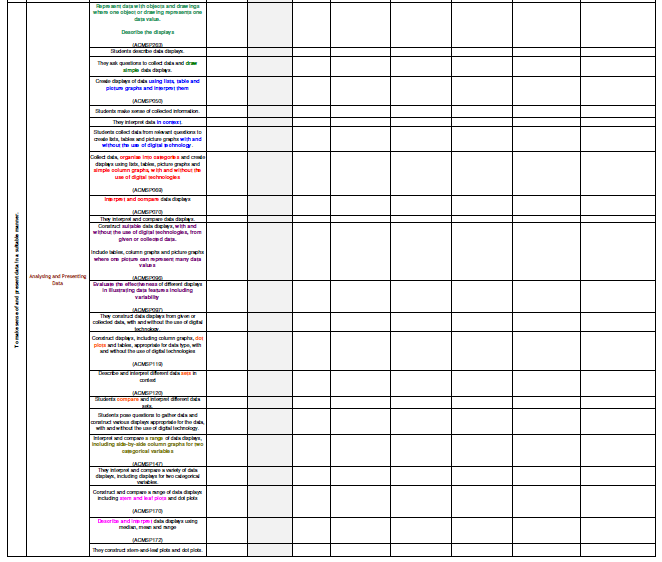 To make sense of and present data in a suitable manner.
Analysing and Presenting
Data
Represent data with objects and drawings
where one object or drawing represents one
data value.
Describe the displays
(ACMSP263)
Students describe data displays.
They ask questions to collect data and draw
simple data displays.
Create displays of data using lists, table and
picture graphs and interpret them
(ACMSP050)
Students make sense of collected information.
They interpret data in context.
Students collect data from relevant questions to
create lists, tables and picture graphs with and
without the use of digital technology.
Collect data, organise into categories and create
displays using lists, tables, picture graphs and
simple column graphs, with and without the
use of digital technologies
(ACMSP069)
Interpret and compare data displays
(ACMSP070)
They interpret and compare data displays.
Construct suitable data displays, with and
without the use of digital technologies, from
given or collected data.
Include tables, column graphs and picture graphs
where one picture can represent many data
values
(ACMSP096)
Evaluate the effectiveness of different displays
in illustrating data features including
variability
(ACMSP097)
They construct data displays from given or
collected data, with and without the use of digital
technology.
Construct displays, including column graphs, dot
plots and tables, appropriate for data type, with
and without the use of digital technologies
(ACMSP119)
Describe and interpret different data sets in
context
(ACMSP120)
Students compare and interpret different data
sets.
Students pose questions to gather data and
construct various displays appropriate for the data,
with and without the use of digital technology.
Interpret and compare a range of data displays,
including side-by-side column graphs for two
categorical variables
(ACMSP147)
They interpret and compare a variety of data
displays, including displays for two categorical
variables.
Construct and compare a range of data displays
including stem and leaf plots and dot plots
(ACMSP170)
Describe and interpret data displays using
median, mean and range
(ACMSP172)
They construct stem-and-leaf plots and dot plots.